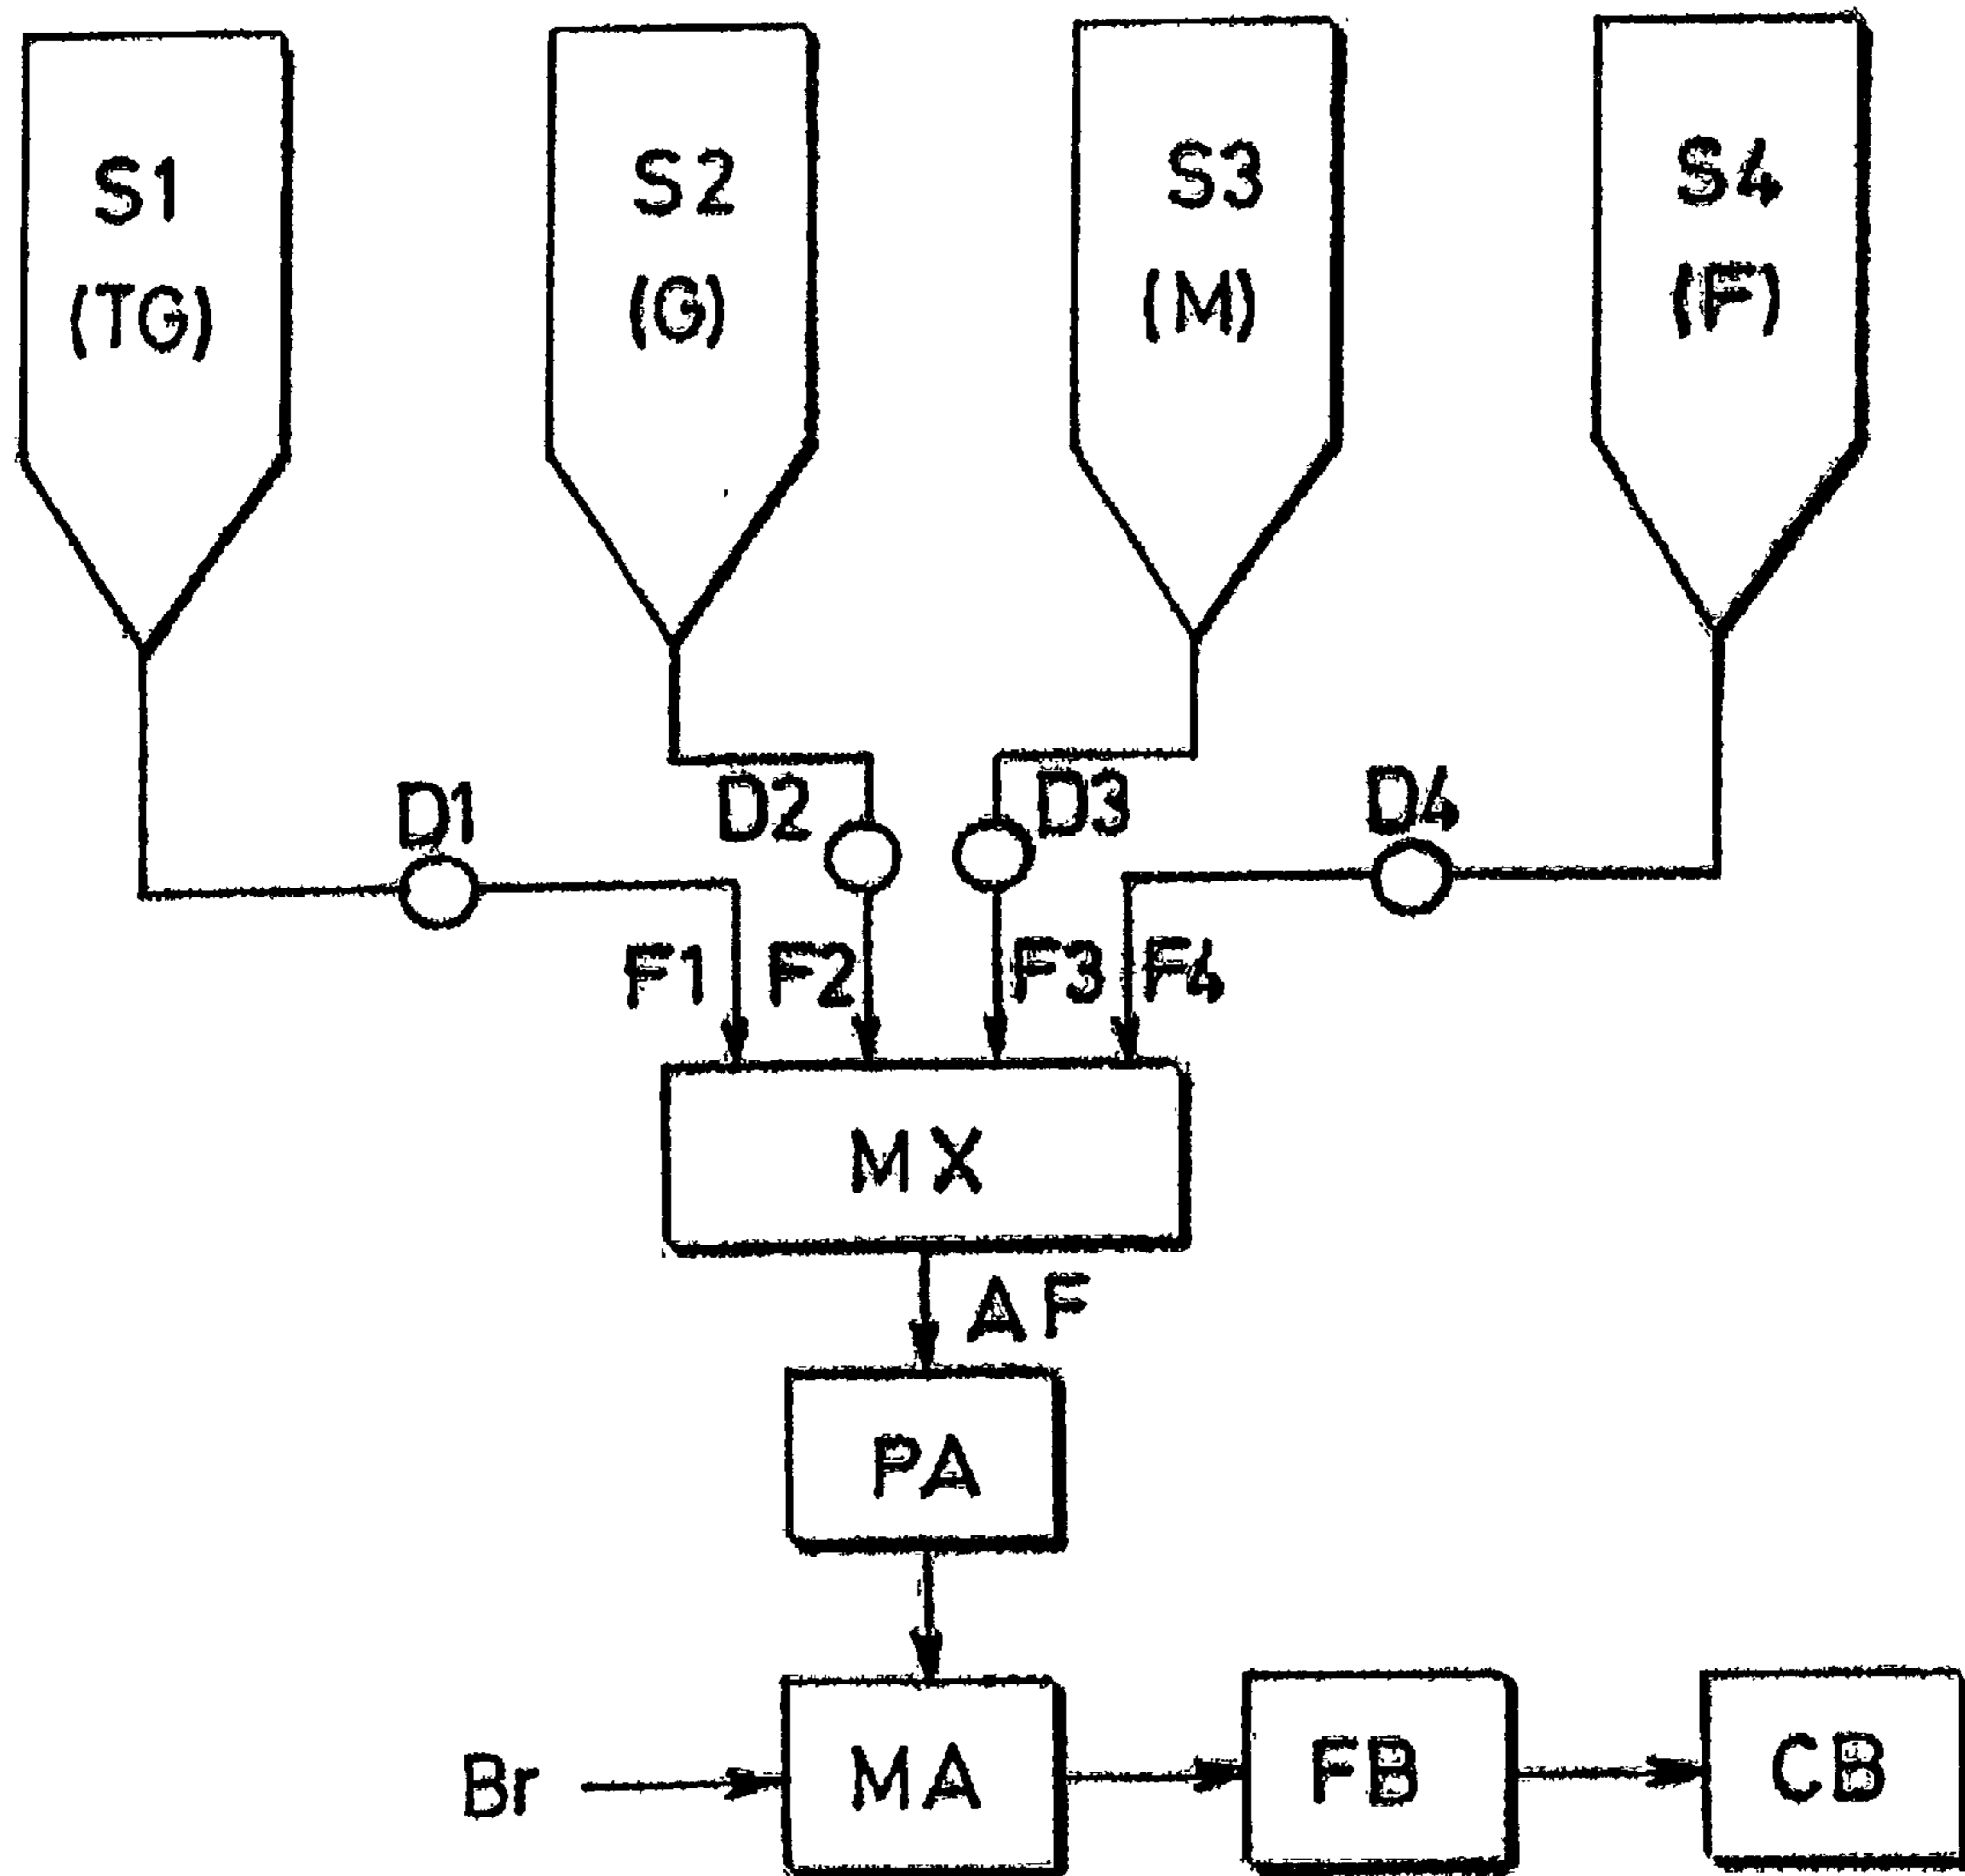 S1
(TG)
S2
(G)
S3
(M)
S4
(F)
D1
D2
D3
D4
F1
F2
F3
F4
MX
AF
PA
Br
MA
FB
CB